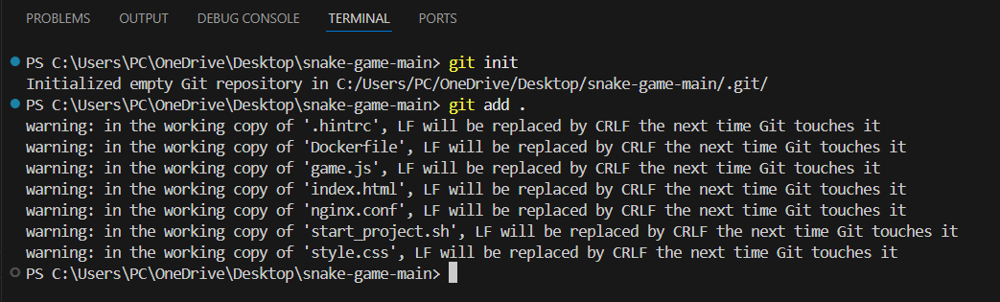 PROBLEMS OUTPUT DEBUG CONSOLE TERMINAL PORTS
PS C:\Users\PC\OneDrive\Desktop\snake-game-main> git init
Initialized empty Git repository in C:/Users/PC/OneDrive/Desktop/snake-game-main/.git/
PS C:\Users\PC\OneDrive\Desktop\snake-game-main> git add .
warning: in the working copy of '.hintrc', LF will be replaced by CRLF the next time Git touches it
warning: in the working copy of 'Dockerfile', LF will be replaced by CRLF the next time Git touches it
warning: in the working copy of 'game.js', LF will be replaced by CRLF the next time Git touches it
warning: in the working copy of 'index.html', LF will be replaced by CRLF the next time Git touches it
warning: in the working copy of 'nginx.conf', LF will be replaced by CRLF the next time Git touches it
warning: in the working copy of 'start_project.sh', LF will be replaced by CRLF the next time Git touches it
warning: in the working copy of 'style.css', LF will be replaced by CRLF the next time Git touches it
PS C:\Users\PC\OneDrive\Desktop\snake-game-main>